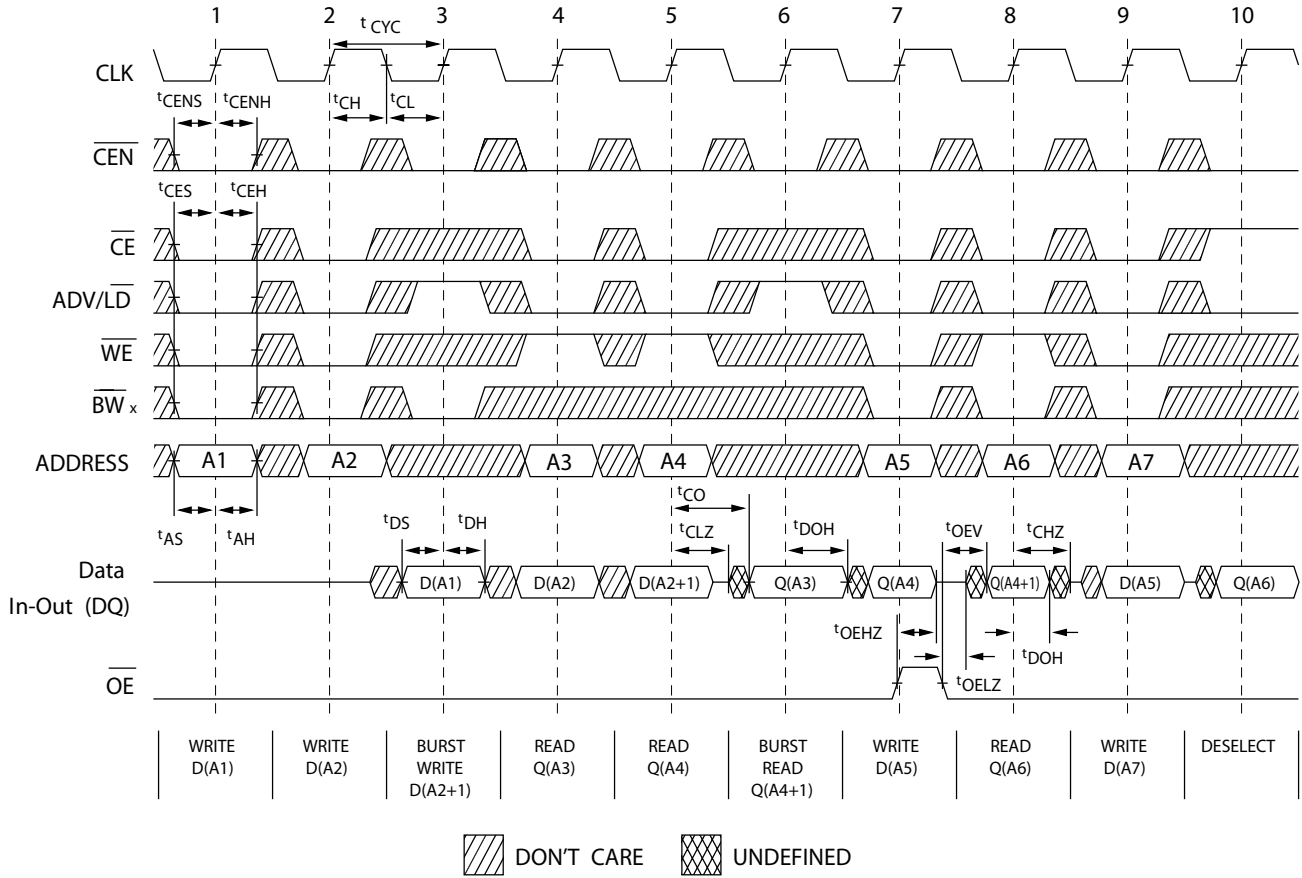 1 2 3 4 5 6 7 8 9 10
tCYC
CLK
tCENS tCENH tCH tCL
CEN
tCES tCEH
CE
ADV/LD
WE
BW x
ADDRESS A1 A2 A3 A4 A5 A6 A7
tCO
tAS tAH tDS tDH tCLZ tDOH tOEV tCHZ
Data
In-Out (DQ)
D(A1) D(A2) D(A2+1) Q(A3) Q(A4) Q(A4+1) D(A5) Q(A6)
tOEHZ tDOH
tOELZ
OE
WRITE
D(A1)
WRITE
D(A2)
BURST
WRITE
D(A2+1)
READ
Q(A3)
READ
Q(A4)
BURST
READ
Q(A4+1)
WRITE
D(A5)
READ
Q(A6)
WRITE
D(A7)
DESELECT
DON'T CARE UNDEFINED